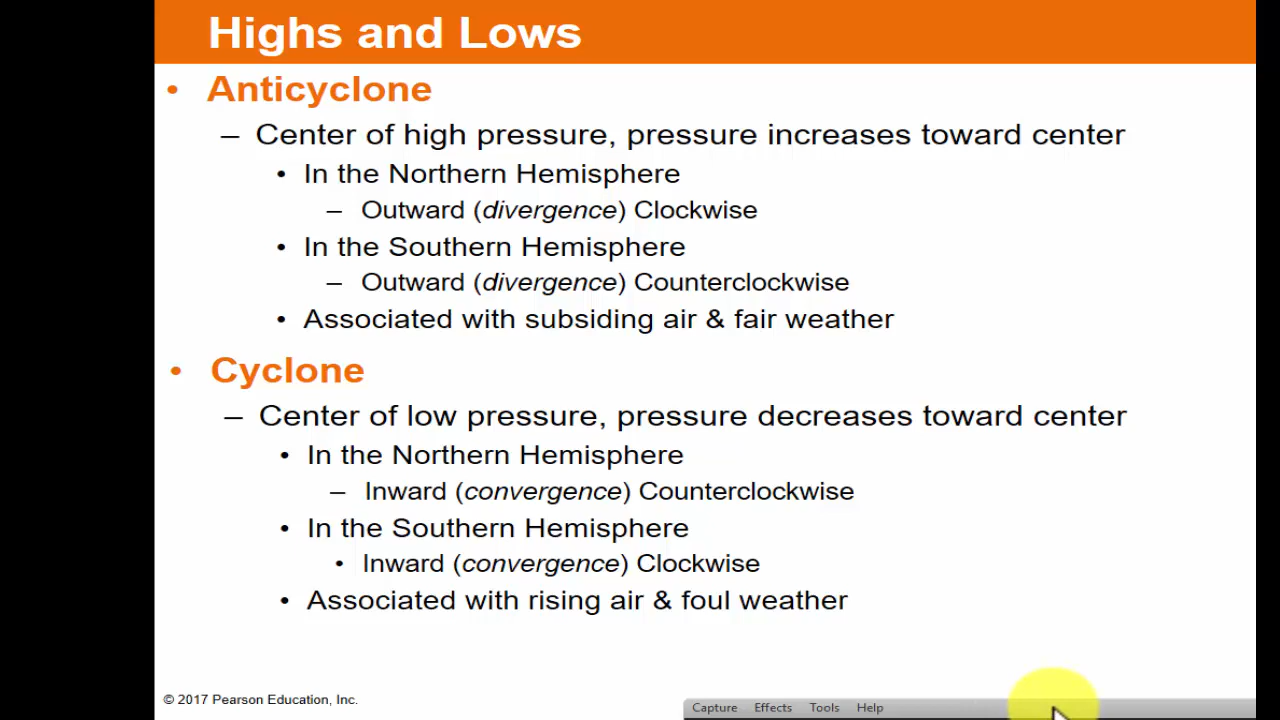 Highs and Lows
• Anticyclone
– Center of high pressure, pressure increases toward center
• In the Northern Hemisphere
– Outward (divergence) Clockwise
• In the Southern Hemisphere
– Outward (divergence) Counterclockwise
• Associated with subsiding air & fair weather
• Cyclone
– Center of low pressure, pressure decreases toward center
• In the Northern Hemisphere
– Inward (convergence) Counterclockwise
• In the Southern Hemisphere
• Inward (convergence) Clockwise
• Associated with rising air & foul weather
© 2017 Pearson Education, Inc.
Capture Effects Tools Help